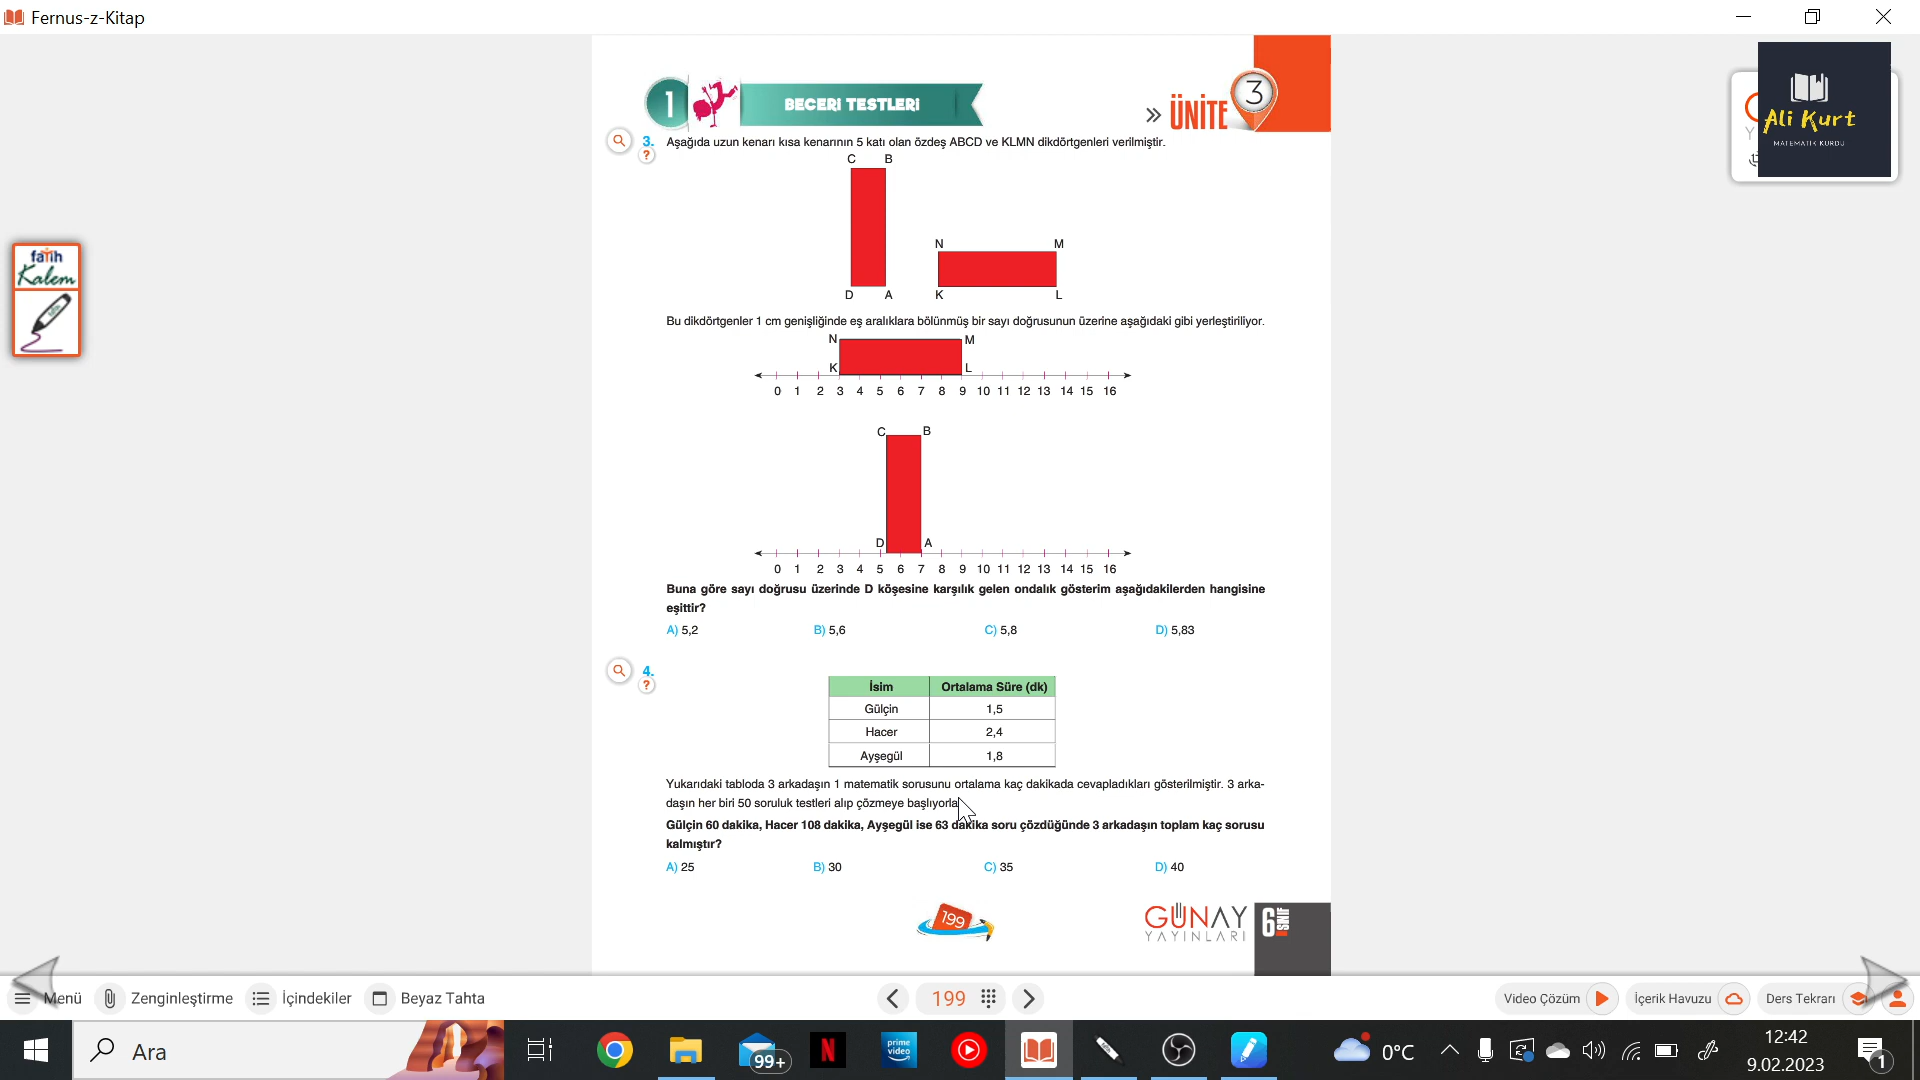 Fernus-z-Kitap
1
BECERI TESTLERI
ÜNİTE
3
Ali Kurt
MATEMATIK KURDU
fatih
Kalem
3. Aşağıda uzun kenarı kısa kenarının 5 katı olan özdeş ABCD ve KLMN dikdörtgenleri verilmiştir.
?
C B
N M
D A K L
Bu dikdörtgenler 1 cm genişliğinde eş aralıklara bölünmüş bir sayı doğrusunun üzerine aşağıdaki gibi yerleştiriliyor.
N M
K L
0 1 2 3 4 5 6 7 8 9 10 11 12 13 14 15 16
C B
D A
0 1 2 3 4 5 6 7 8 9 10 11 12 13 14 15 16
Buna göre sayı doğrusu üzerinde D köşesine karşılık gelen ondalık gösterim aşağıdakilerden hangisine
eşittir?
A) 5,2 B) 5,6 C) 5,8 D) 5,83
4.
?
İsim Ortalama Süre (dk)
Gülçin 1,5
Hacer 2,4
Ayşegül 1,8
Yukarıdaki tabloda 3 arkadaşın 1 matematik sorusunu ortalama kaç dakikada cevapladıkları gösterilmiştir. 3 arka-
daşın her biri 50 soruluk testleri alıp çözmeye başlıyorla
Gülçin 60 dakika, Hacer 108 dakika, Ayşegül ise 63 dakika soru çözdüğünde 3 arkadaşın toplam kaç sorusu
kalmıştır?
A) 25 B) 30 C) 35 D) 40
199
GÜNAY
YAYINLARI
6.SINIF
Menü Zenginleştirme İçindekiler Beyaz Tahta
199
Video Çözüm İçerik Havuzu Ders Tekrarı
Ara
99+
N
prime
video
0°C
12:42
9.02.2023
1